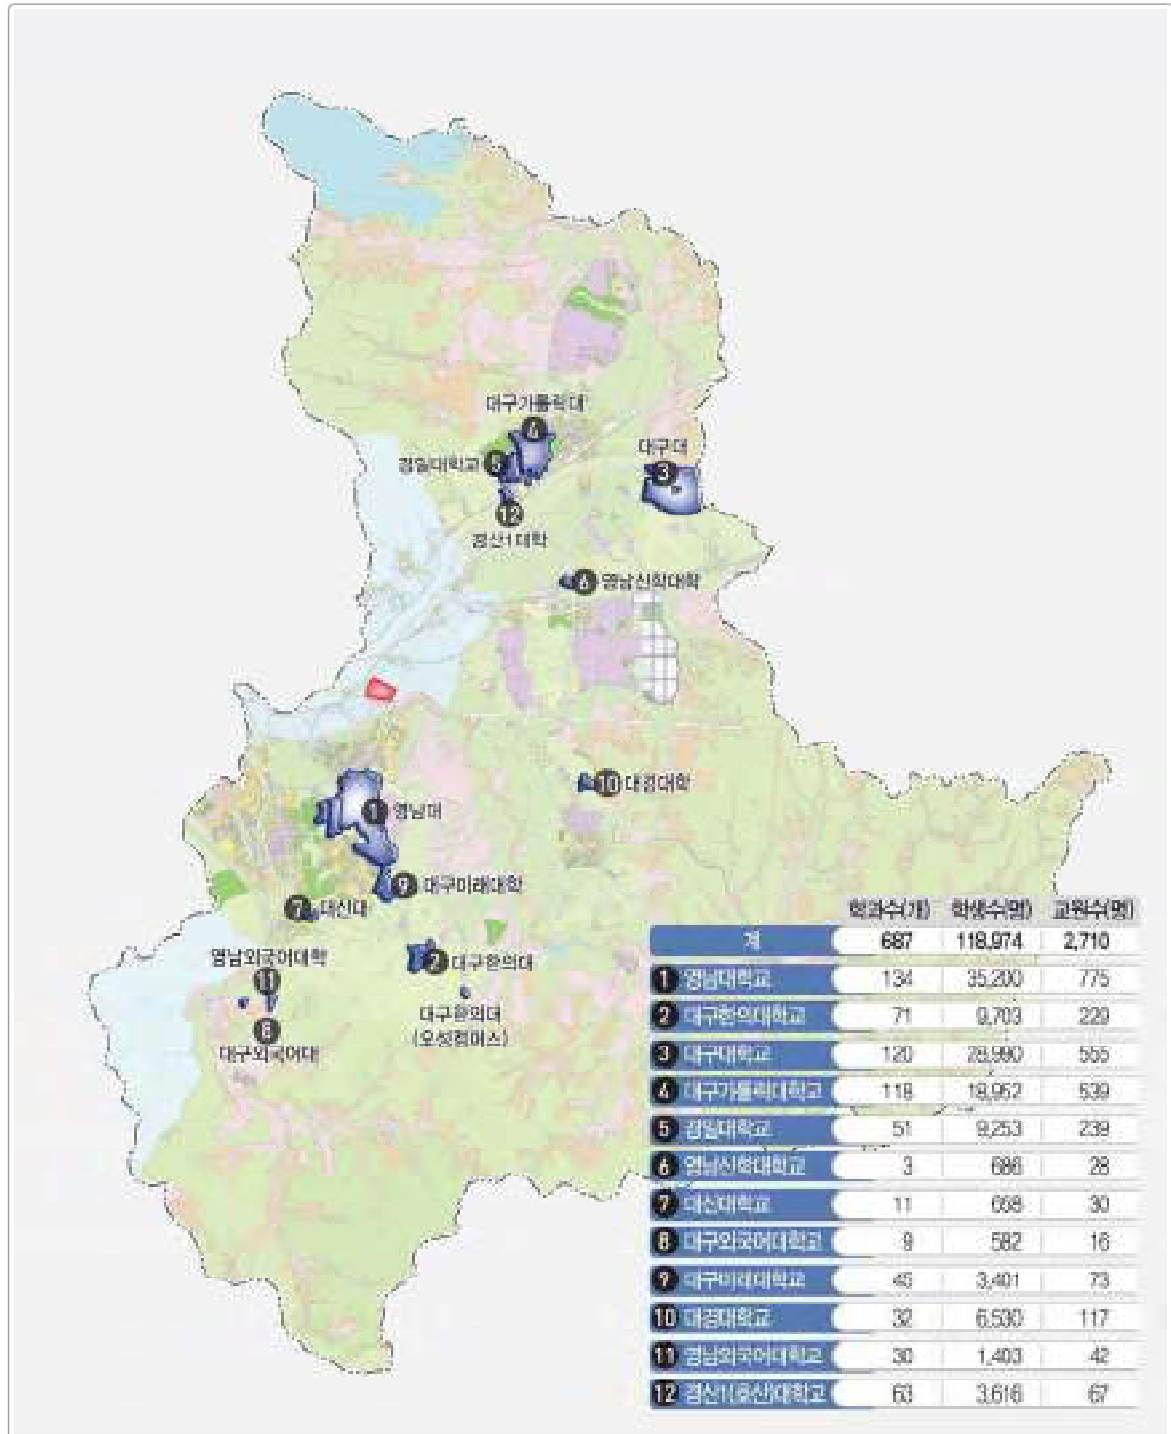 대구가톨릭대
4
대구대
경일대학교 5
3
12
경산1대학
6 영남신학대학
10 대경대학
1 영남대
9 대구미래대학
7 대신대
영남외국어대학
2 대구한의대
11
대구한의대
(오성캠퍼스)
8
대구외국어대
학과수(개) 학생수(명) 교원수(명)
계 687 118,974 2,710
1 영남대학교 134 35,200 775
2 대구한의대학교 71 9,703 229
3 대구대학교 120 28,980 555
4 대구가톨릭대학교 118 18,952 539
5 경일대학교 51 9,253 239
6 영남신학대학교 3 686 28
7 대신대학교 11 668 30
8 대구외국어대학교 9 582 16
9 대구미래대학교 45 3,401 73
10 대경대학교 32 6,530 117
11 영남외국어대학교 30 1,403 42
12 경산1(호산)대학교 63 3,616 67